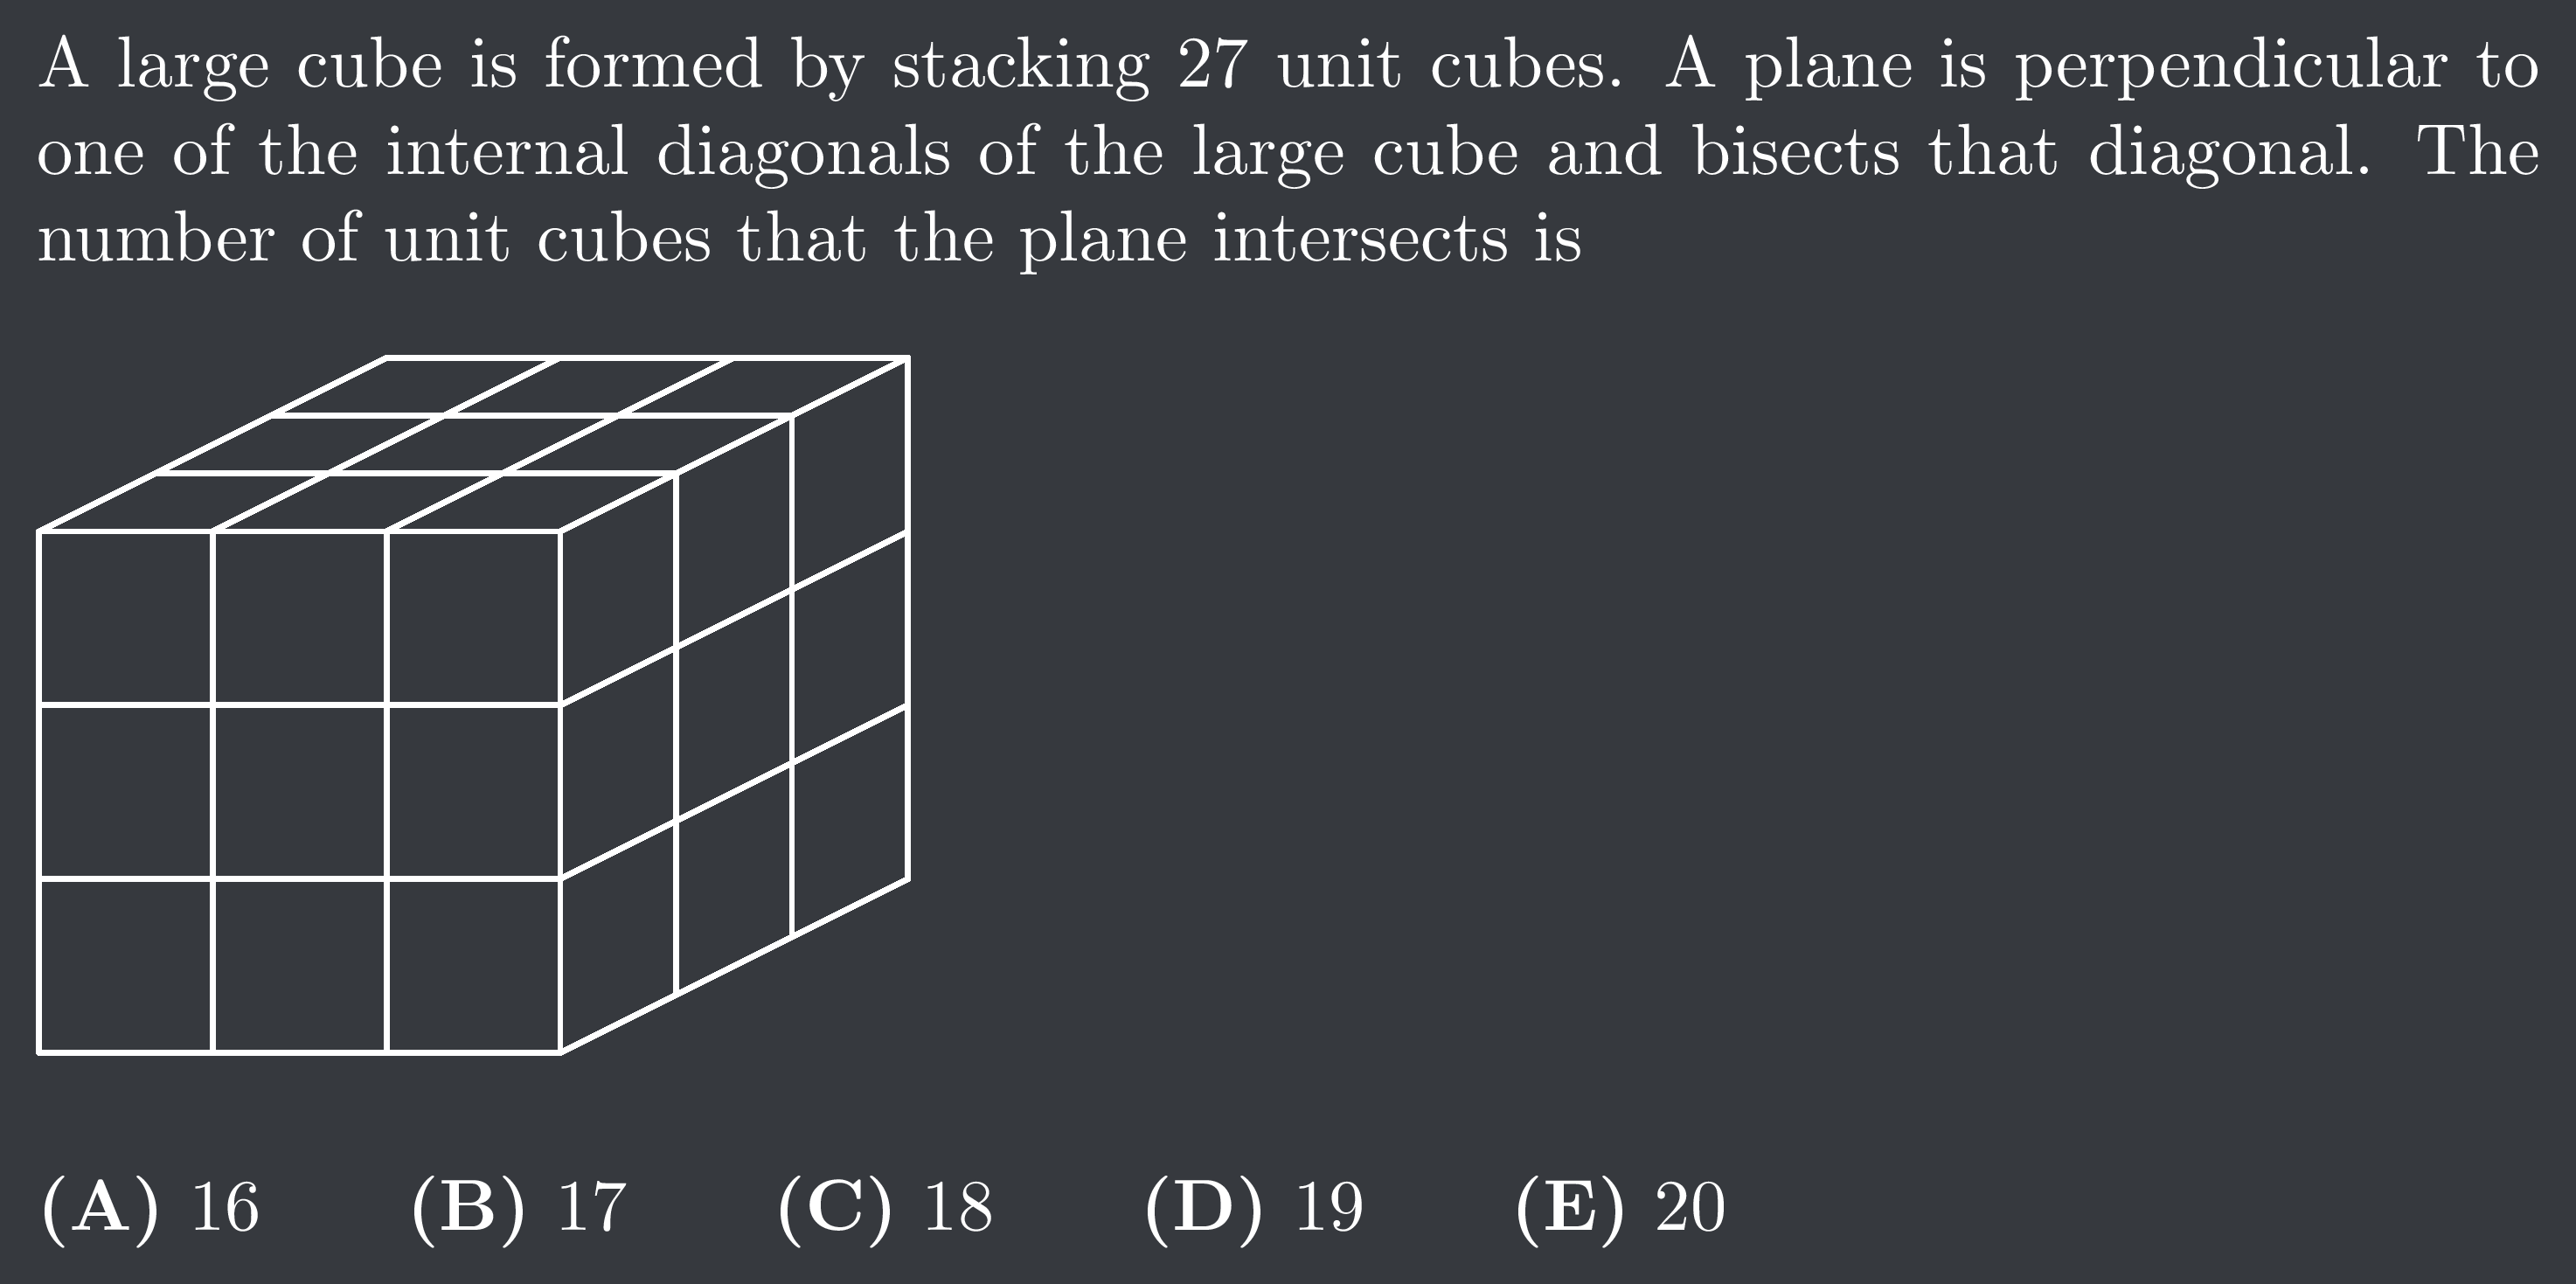 A large cube is formed by stacking 27 unit cubes. A plane is perpendicular to
one of the internal diagonals of the large cube and bisects that diagonal. The
number of unit cubes that the plane intersects is
(A) 16 (B) 17 (C) 18 (D) 19 (E) 20